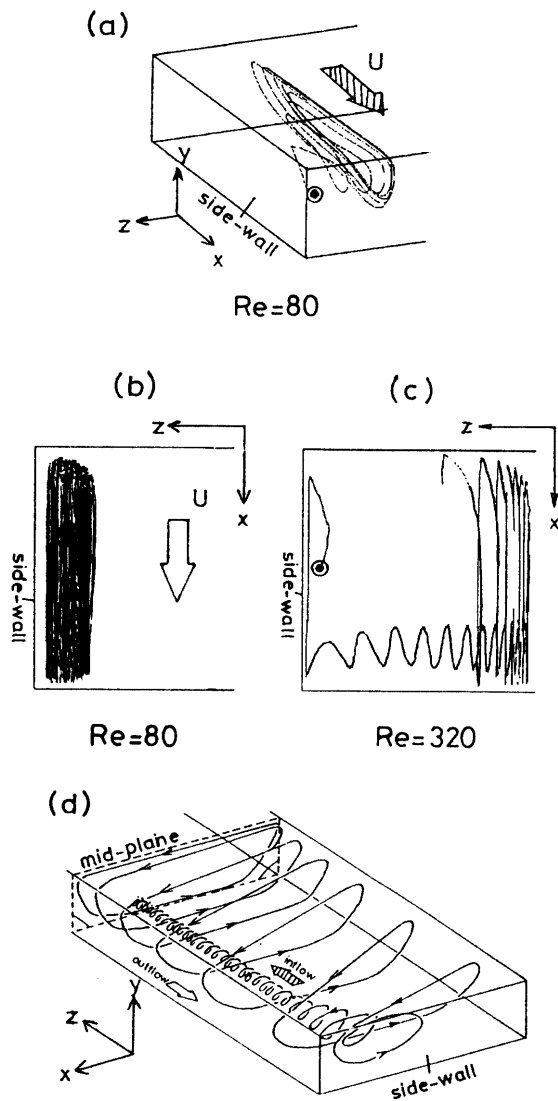 (a)
U
y
z
x
side-wall
Re=80
(b)
z
x
U
side-wall
Re=80
(c)
z
x
side-wall
Re=320
(d)
mid-plane
inflow
outflow
y
z
x
side-wall